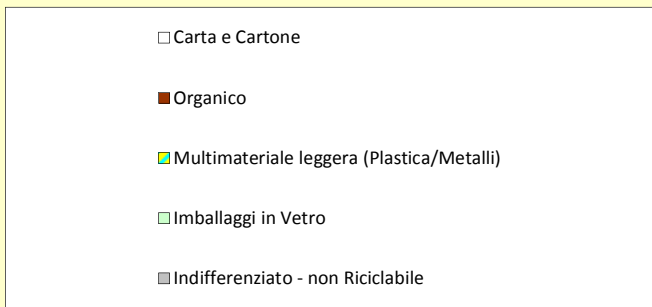 Carta e Cartone
Organico
Multimateriale leggera (Plastica/Metalli)
Imballaggi in Vetro
Indifferenziato - non Riciclabile